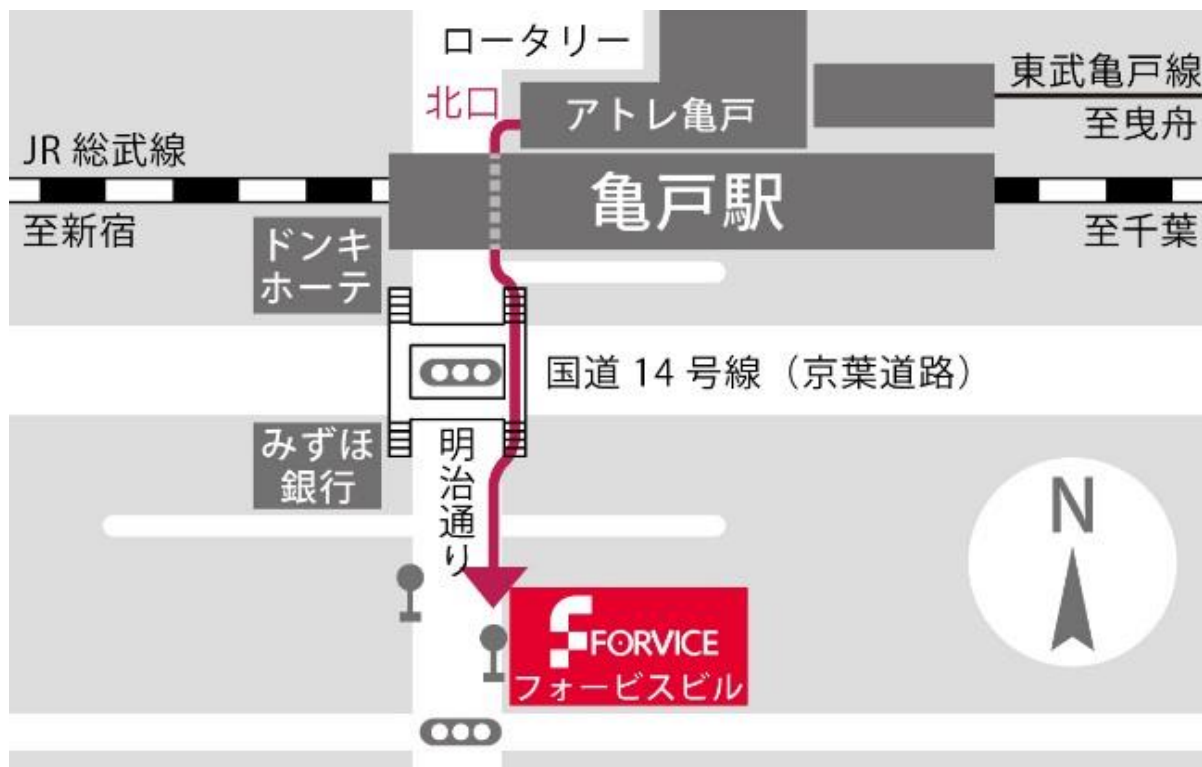 ロータリー
北口
アトレ亀戸
東武亀戸線
至曳舟
JR 総武線
至新宿
亀戸駅
至千葉
ドンキ
ホーテ
国道 14 号線（京葉道路）
みずほ
銀行
明治通り
N
FORVICE
フォービスビル